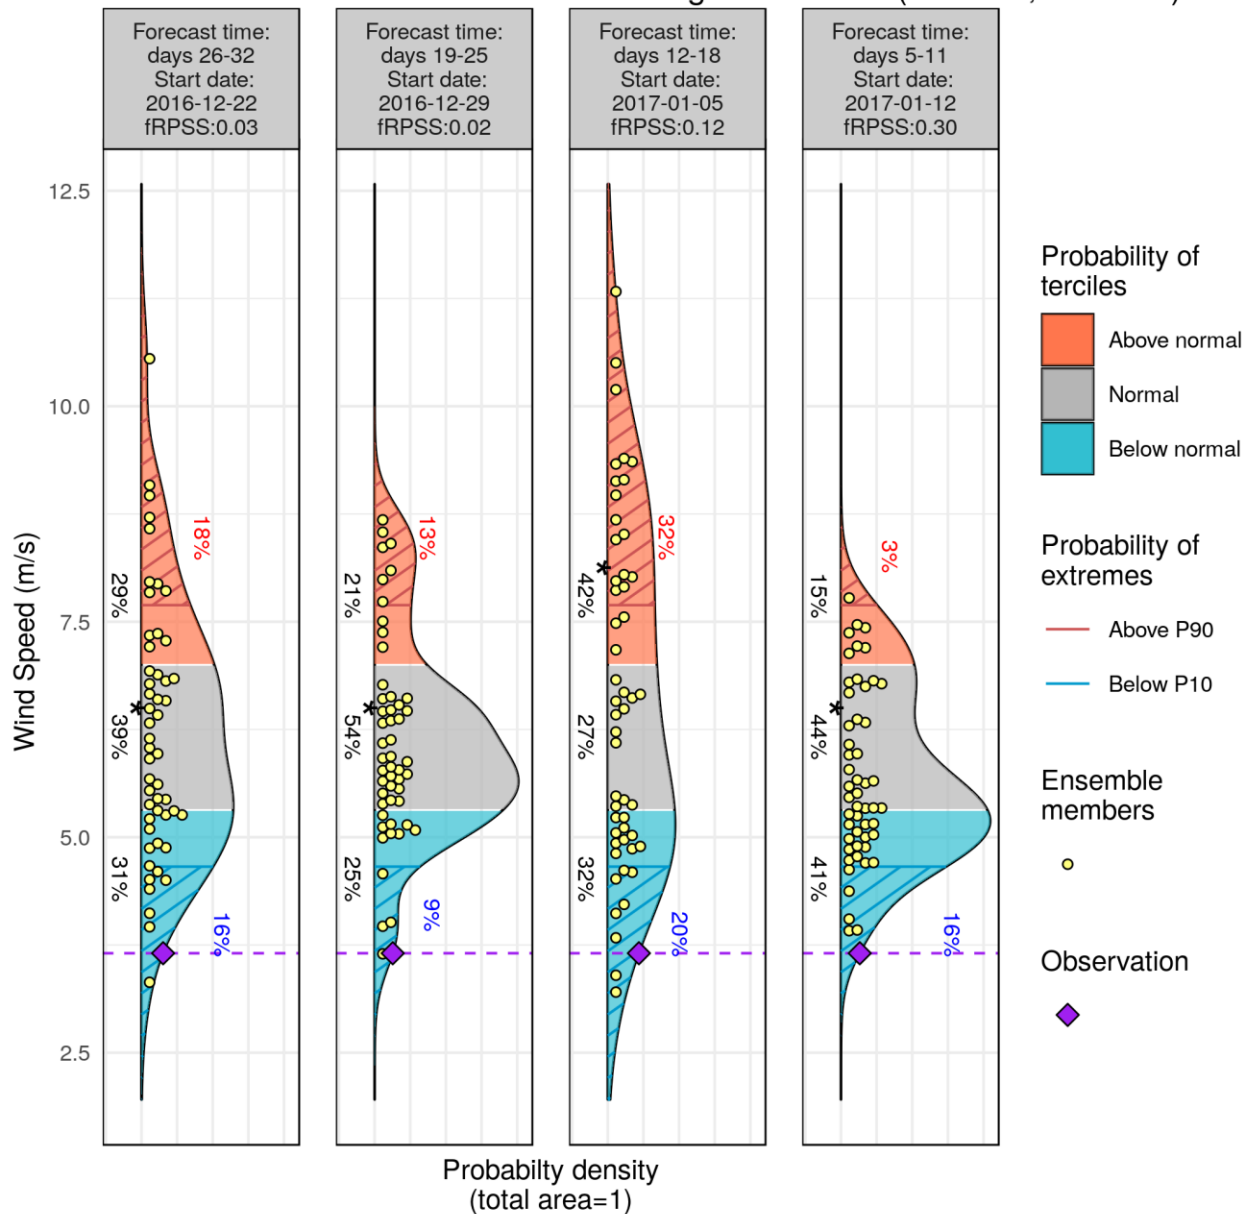 Forecast time:
days 26-32
Start date:
2016-12-22
fRPSS:0.03
Forecast time:
days 19-25
Start date:
2016-12-29
fRPSS:0.02
Forecast time:
days 12-18
Start date:
2017-01-05
fRPSS:0.12
Forecast time:
days 5-11
Start date:
2017-01-12
fRPSS:0.30
Wind Speed (m/s)
12.5
10.0
7.5
5.0
2.5
18%
29%
*
39%
31%
16%
13%
21%
*
54%
25%
9%
32%
*
42%
27%
32%
20%
3%
15%
*
44%
41%
16%
Probabilty density
(total area=1)
Probability of
terciles
Above normal
Normal
Below normal
Probability of
extremes
Above P90
Below P10
Ensemble
members
Observation